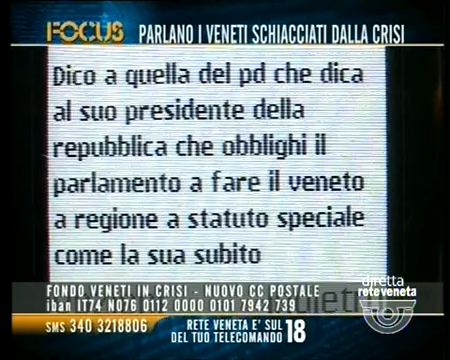 FOCUS PARLANO I VENETI SCHIACCIATI DALLA CRISI
Dico a quella del pd che dica
al suo presidente della
repubblica che obblighi il
parlamento a fare il veneto
a regione a statuto speciale
come la sua subito
diretta
reteveneta
FONDO VENETI IN CRISI - NUOVO CC POSTALE
iban IT74 N076 0112 0000 0101 7942 739
SMS 340 3218806
RETE VENETA E' SUL
DEL TUO TELECOMANDO 18